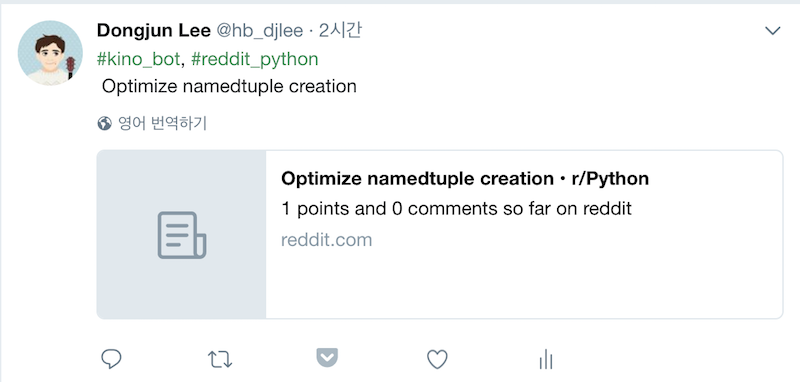 Dongjun Lee @hb_djlee · 2시간
#kino_bot, #reddit_python
Optimize namedtuple creation
영어 번역하기
Optimize namedtuple creation • r/Python
1 points and 0 comments so far on reddit
reddit.com